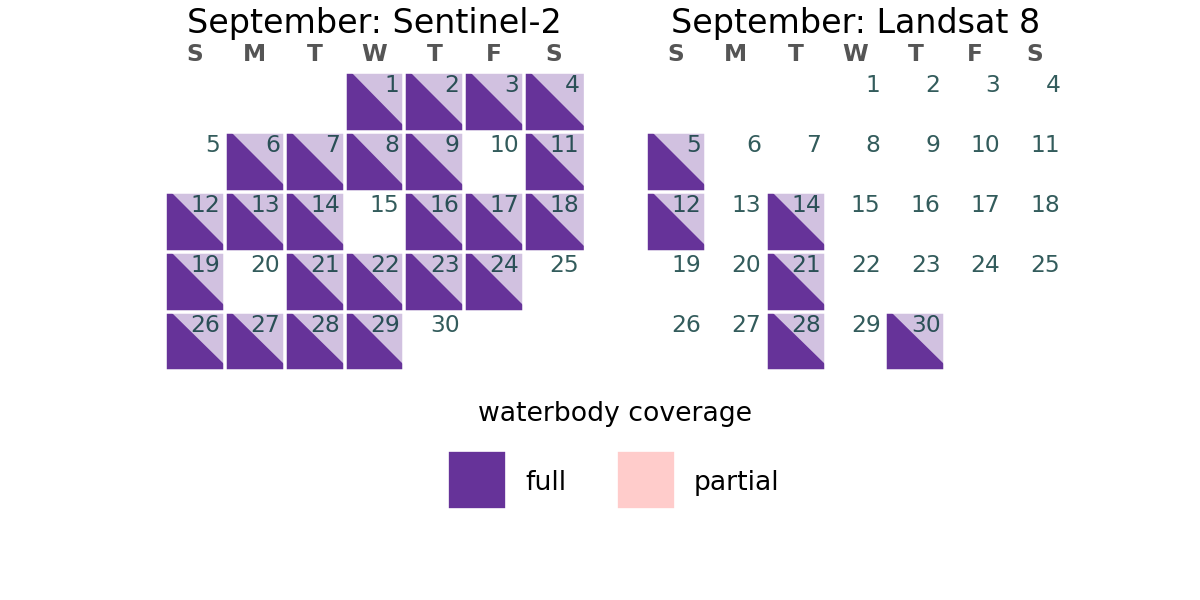 September: Sentinel-2
S M T W T F S
1 2 3 4
5 6 7 8 9 10 11
12 13 14 15 16 17 18
19 20 21 22 23 24 25
26 27 28 29 30
September: Landsat 8
S M T W T F S
1 2 3 4
5 6 7 8 9 10 11
12 13 14 15 16 17 18
19 20 21 22 23 24 25
26 27 28 29 30
waterbody coverage
full partial